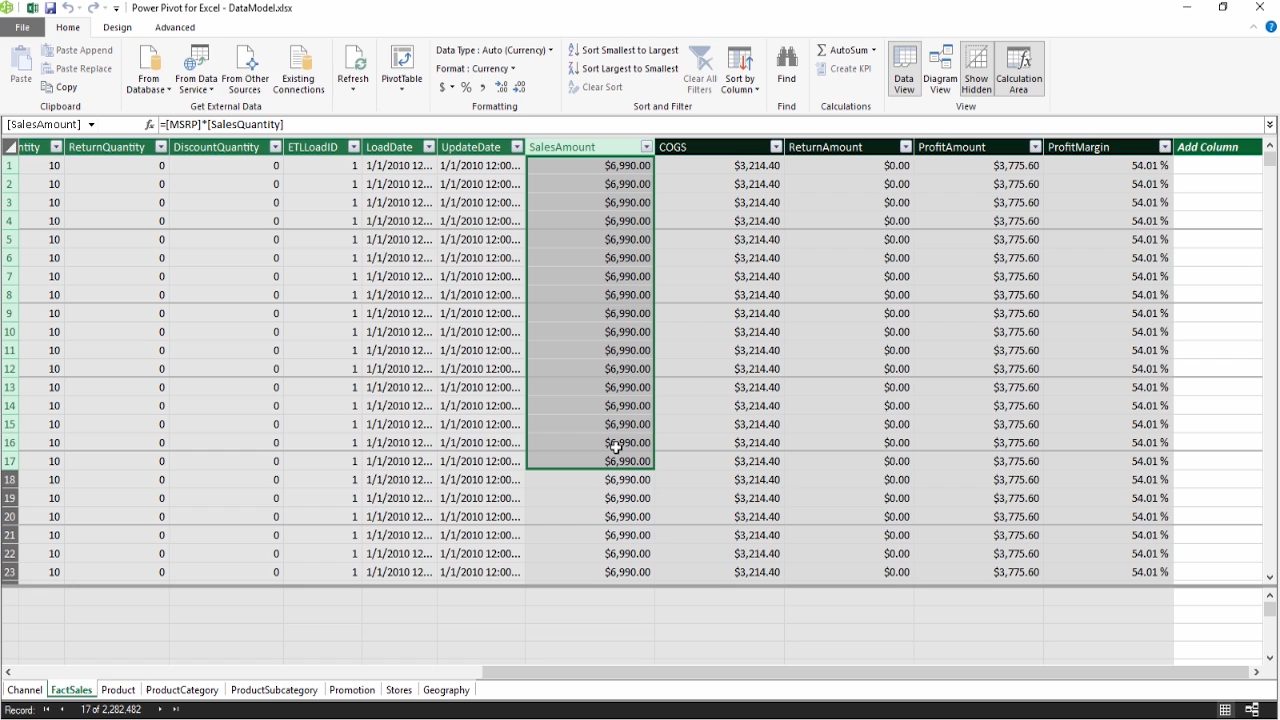 Power Pivot for Excel - DataModel.xlsx
File Home Design Advanced
Paste
Paste Append
Paste Replace
Copy
Clipboard
From Database
From Data Service
From Other Sources
Existing Connections
Get External Data
Refresh
PivotTable
Data Type : Auto (Currency)
Format : Currency
$ % ,
Formatting
Sort Smallest to Largest
Sort Largest to Smallest
Clear Sort
Clear All Filters
Sort by Column
Sort and Filter
Find
Find
AutoSum
Create KPI
Calculations
Data View
Diagram View
Show Hidden
Calculation Area
View
[SalesAmount] fx =[MSRP]*[SalesQuantity]
ntity ReturnQuantity DiscountQuantity ETLLoadID LoadDate UpdateDate SalesAmount COGS ReturnAmount ProfitAmount ProfitMargin Add Column
1 10 0 0 1 1/1/2010 12... 1/1/2010 12:00... $6,990.00 $3,214.40 $0.00 $3,775.60 54.01 %
2 10 0 0 1 1/1/2010 12... 1/1/2010 12:00... $6,990.00 $3,214.40 $0.00 $3,775.60 54.01 %
3 10 0 0 1 1/1/2010 12... 1/1/2010 12:00... $6,990.00 $3,214.40 $0.00 $3,775.60 54.01 %
4 10 0 0 1 1/1/2010 12... 1/1/2010 12:00... $6,990.00 $3,214.40 $0.00 $3,775.60 54.01 %
5 10 0 0 1 1/1/2010 12... 1/1/2010 12:00... $6,990.00 $3,214.40 $0.00 $3,775.60 54.01 %
6 10 0 0 1 1/1/2010 12... 1/1/2010 12:00... $6,990.00 $3,214.40 $0.00 $3,775.60 54.01 %
7 10 0 0 1 1/1/2010 12... 1/1/2010 12:00... $6,990.00 $3,214.40 $0.00 $3,775.60 54.01 %
8 10 0 0 1 1/1/2010 12... 1/1/2010 12:00... $6,990.00 $3,214.40 $0.00 $3,775.60 54.01 %
9 10 0 0 1 1/1/2010 12... 1/1/2010 12:00... $6,990.00 $3,214.40 $0.00 $3,775.60 54.01 %
10 10 0 0 1 1/1/2010 12... 1/1/2010 12:00... $6,990.00 $3,214.40 $0.00 $3,775.60 54.01 %
11 10 0 0 1 1/1/2010 12... 1/1/2010 12:00... $6,990.00 $3,214.40 $0.00 $3,775.60 54.01 %
12 10 0 0 1 1/1/2010 12... 1/1/2010 12:00... $6,990.00 $3,214.40 $0.00 $3,775.60 54.01 %
13 10 0 0 1 1/1/2010 12... 1/1/2010 12:00... $6,990.00 $3,214.40 $0.00 $3,775.60 54.01 %
14 10 0 0 1 1/1/2010 12... 1/1/2010 12:00... $6,990.00 $3,214.40 $0.00 $3,775.60 54.01 %
15 10 0 0 1 1/1/2010 12... 1/1/2010 12:00... $6,990.00 $3,214.40 $0.00 $3,775.60 54.01 %
16 10 0 0 1 1/1/2010 12... 1/1/2010 12:00... $6,990.00 $3,214.40 $0.00 $3,775.60 54.01 %
17 10 0 0 1 1/1/2010 12... 1/1/2010 12:00... $6,990.00 $3,214.40 $0.00 $3,775.60 54.01 %
18 10 0 0 1 1/1/2010 12... 1/1/2010 12:00... $6,990.00 $3,214.40 $0.00 $3,775.60 54.01 %
19 10 0 0 1 1/1/2010 12... 1/1/2010 12:00... $6,990.00 $3,214.40 $0.00 $3,775.60 54.01 %
20 10 0 0 1 1/1/2010 12... 1/1/2010 12:00... $6,990.00 $3,214.40 $0.00 $3,775.60 54.01 %
21 10 0 0 1 1/1/2010 12... 1/1/2010 12:00... $6,990.00 $3,214.40 $0.00 $3,775.60 54.01 %
22 10 0 0 1 1/1/2010 12... 1/1/2010 12:00... $6,990.00 $3,214.40 $0.00 $3,775.60 54.01 %
23 10 0 0 1 1/1/2010 12... 1/1/2010 12:00... $6,990.00 $3,214.40 $0.00 $3,775.60 54.01 %
Channel FactSales Product ProductCategory ProductSubcategory Promotion Stores Geography
Record: 17 of 2,282,482